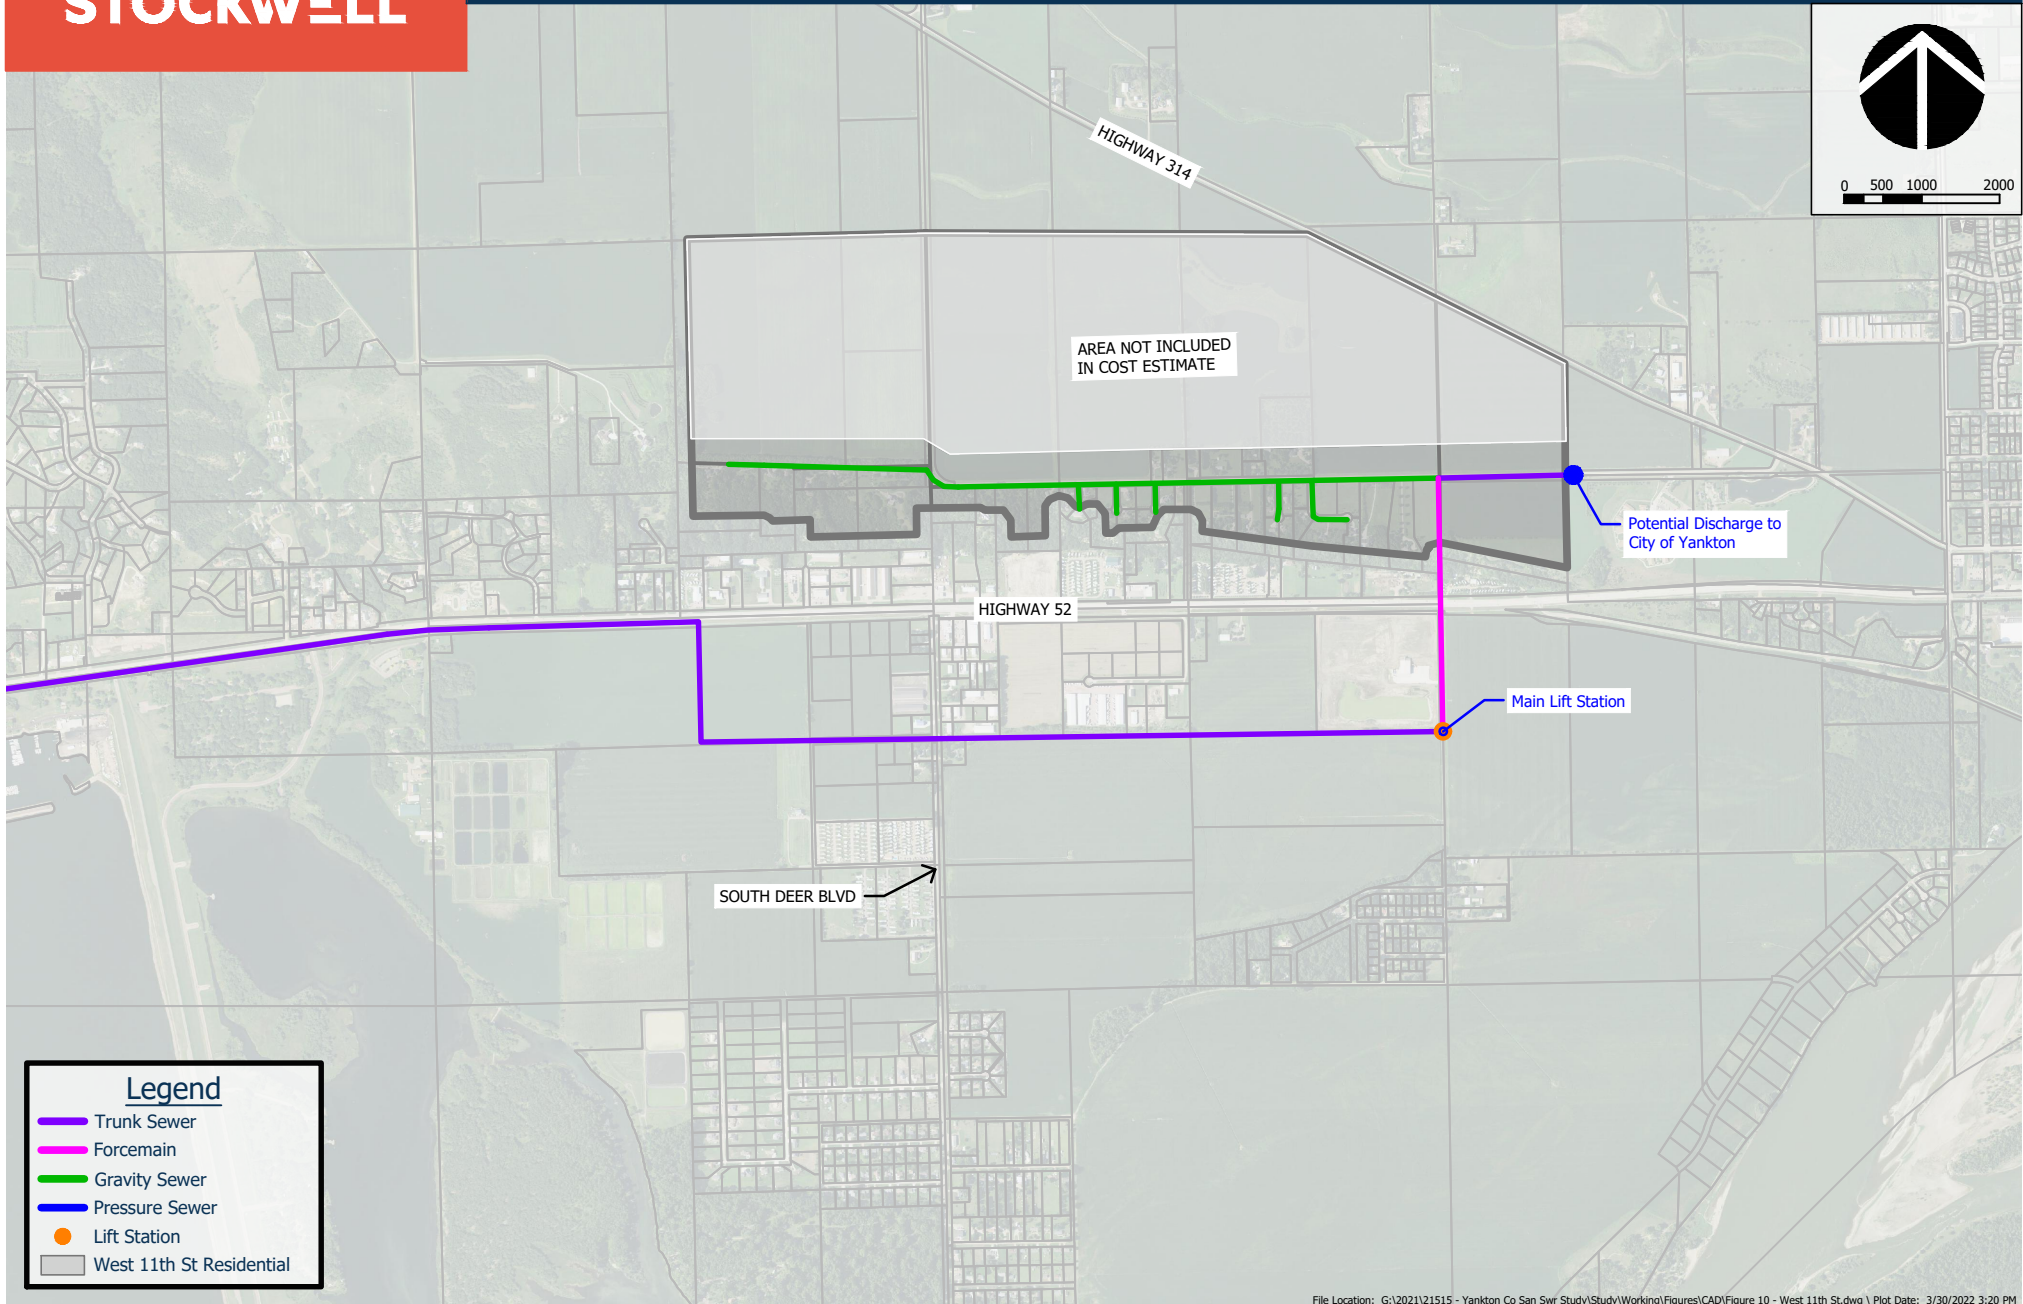 STOCKWELL
HIGHWAY 314
0 500 1000 2000
AREA NOT INCLUDED
IN COST ESTIMATE
Potential Discharge to
City of Yankton
HIGHWAY 52
Main Lift Station
SOUTH DEER BLVD
Legend
Trunk Sewer
Forcemain
Gravity Sewer
Pressure Sewer
Lift Station
West 11th St Residential
File Location: G:\2021\21515 - Yankton Co San Swr Study\Study\Working\Figures\CAD\Figure 10 - West 11th St.dwg \ Plot Date: 3/30/2022 3:20 PM